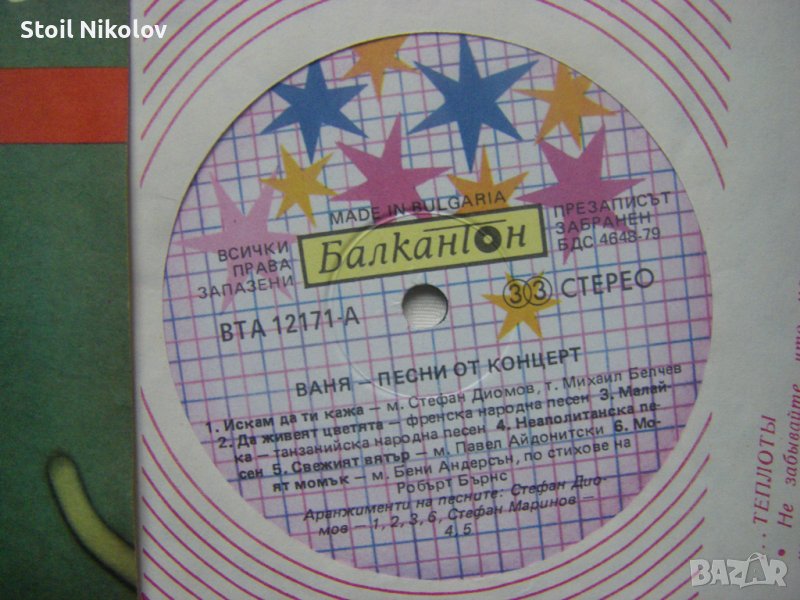 Stoil Nikolov
MADE IN BULGARIA
ВСИЧКИ
ПРАВА
ЗАПАЗЕНИ
Балкантон
ПРЕЗАПИСЪТ
ЗАБРАНЕН
БДС 4648-79
ВТА 12171-А
33 СТЕРЕО
ВАНЯ – ПЕСНИ ОТ КОНЦЕРТ
1. Искам да ти кажа – м. Стефан Диомов, т. Михаил Белчев
2. Да живеят цветята – френска народна песен 3. Малай-
ка – танзанийска народна песен 4. Неаполитанска пе-
сен 5. Свежият вятър – м. Павел Айдонитски 6. Мо-
ят момък – м. Бени Андерсън, по стихове на
Робърт Бърнс
Аранжименти на песните: Стефан Дио-
мов – 1, 2, 3, 6, Стефан Маринов –
4, 5
... ТЕПЛОТЫ
• Не забывайте, что
BAZAR